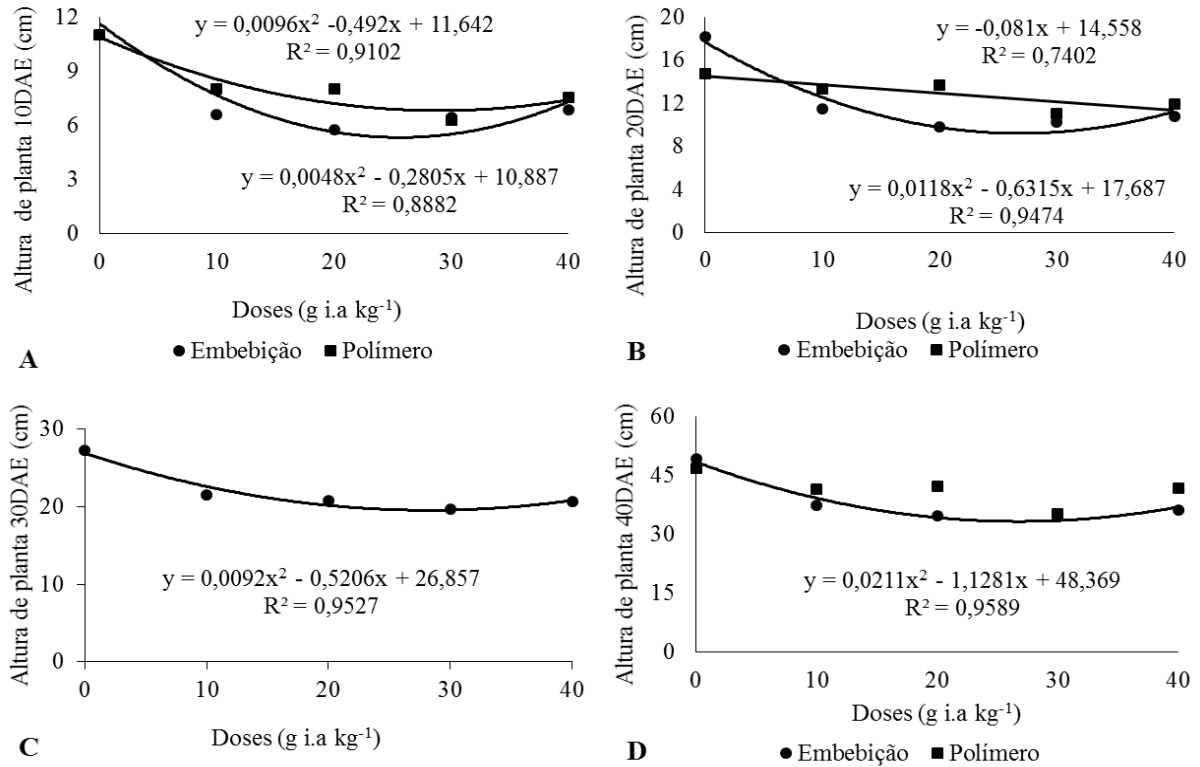 Altura de planta 10DAE (cm)
12
9
6
3
0
y = 0,0096x² -0,492x + 11,642
R² = 0,9102
y = 0,0048x² - 0,2805x + 10,887
R² = 0,8882
0 10 20 30 40
Doses (g i.a kg⁻¹)
● Embebição ■ Polímero
A
Altura de planta 20DAE (cm)
20
16
12
8
4
0
y = -0,081x + 14,558
R² = 0,7402
y = 0,0118x² - 0,6315x + 17,687
R² = 0,9474
0 10 20 30 40
Doses (g i.a kg⁻¹)
● Embebição ■ Polímero
B
Altura de planta 30DAE (cm)
30
20
10
0
y = 0,0092x² - 0,5206x + 26,857
R² = 0,9527
0 10 20 30 40
Doses (g i.a kg⁻¹)
C
Altura de planta 40DAE (cm)
60
45
30
15
0
y = 0,0211x² - 1,1281x + 48,369
R² = 0,9589
0 10 20 30 40
Doses (g i.a kg⁻¹)
● Embebição ■ Polímero
D